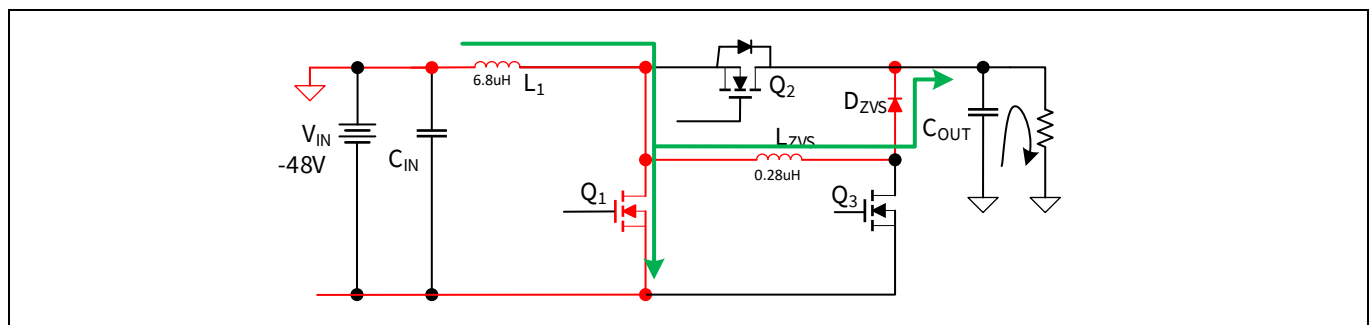 6.8uH
L1
Q2
DZVS
VIN
-48V
CIN
LZVS
0.28uH
COUT
Q1
Q3